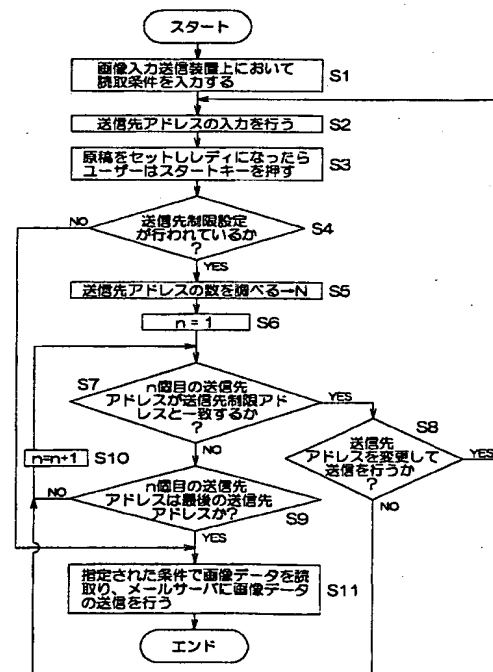 スタート
画像入力送信装置上において
読取条件を入力する
S1
送信先アドレスの入力を行う
S2
原稿をセットしレディになったら
ユーザーはスタートキーを押す
S3
送信先制限設定
が行われているか
?
S4
NO
YES
送信先アドレスの数を調べる→N
S5
n=1
S6
S7
n個目の送信先
アドレスが送信先制限アド
レスと一致するか
?
YES
NO
S8
送信先
アドレスを変更して
送信を行うか
?
YES
NO
n=n+1
S10
n個目の送信先
アドレスは最後の送信先
アドレスか?
S9
NO
YES
指定された条件で画像データを読
取り、メールサーバに画像データ
の送信を行う
S11
エンド